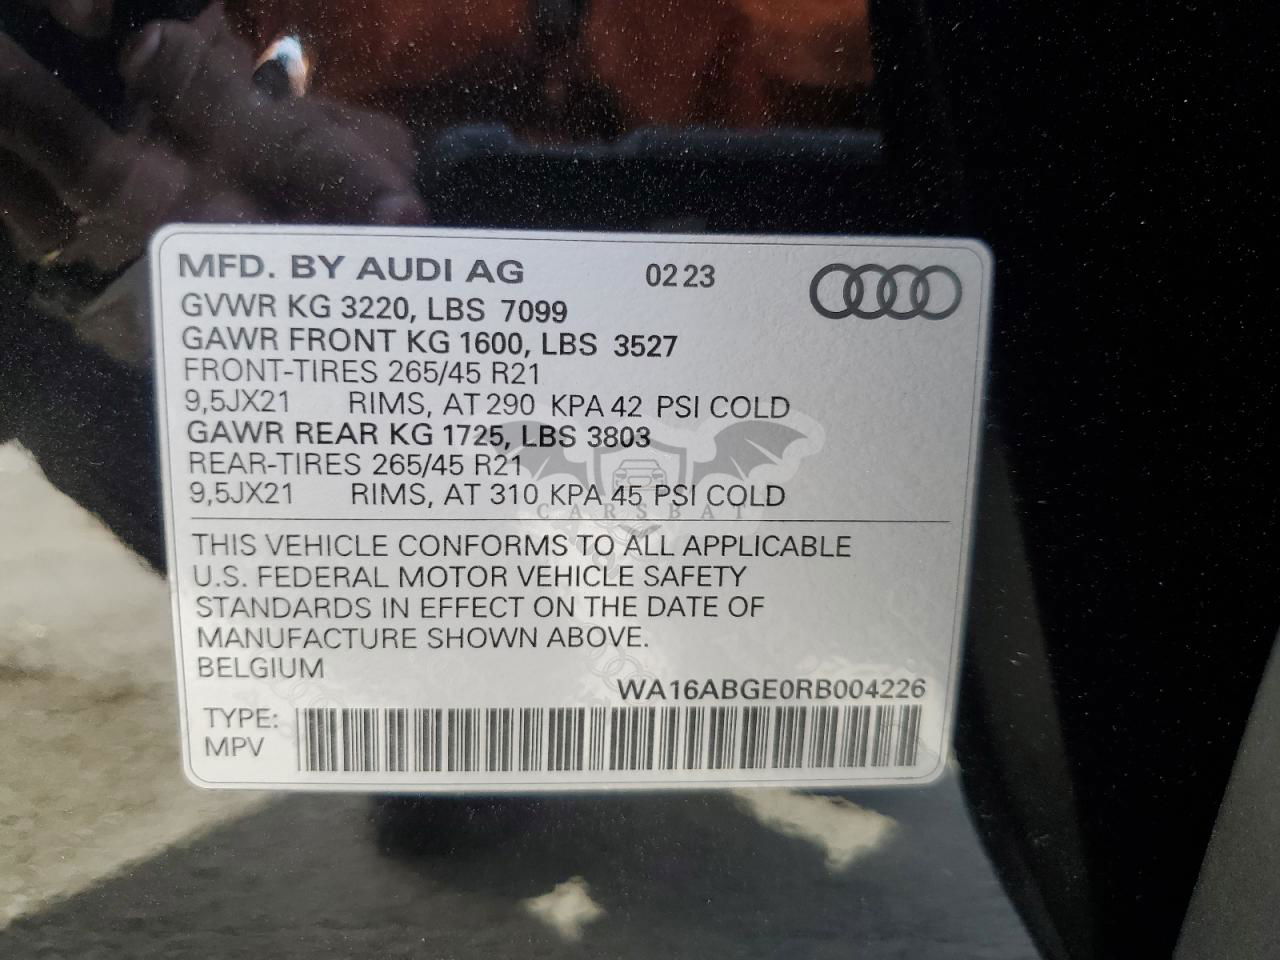 MFD. BY AUDI AG 02 23
GVWR KG 3220, LBS 7099
GAWR FRONT KG 1600, LBS 3527
FRONT-TIRES 265/45 R21
9,5JX21 RIMS, AT 290 KPA 42 PSI COLD
GAWR REAR KG 1725, LBS 3803
REAR-TIRES 265/45 R21
9,5JX21 RIMS, AT 310 KPA 45 PSI COLD
CARSBAT
THIS VEHICLE CONFORMS TO ALL APPLICABLE
U.S. FEDERAL MOTOR VEHICLE SAFETY
STANDARDS IN EFFECT ON THE DATE OF
MANUFACTURE SHOWN ABOVE.
BELGIUM
WA16ABGE0RB004226
TYPE:
MPV